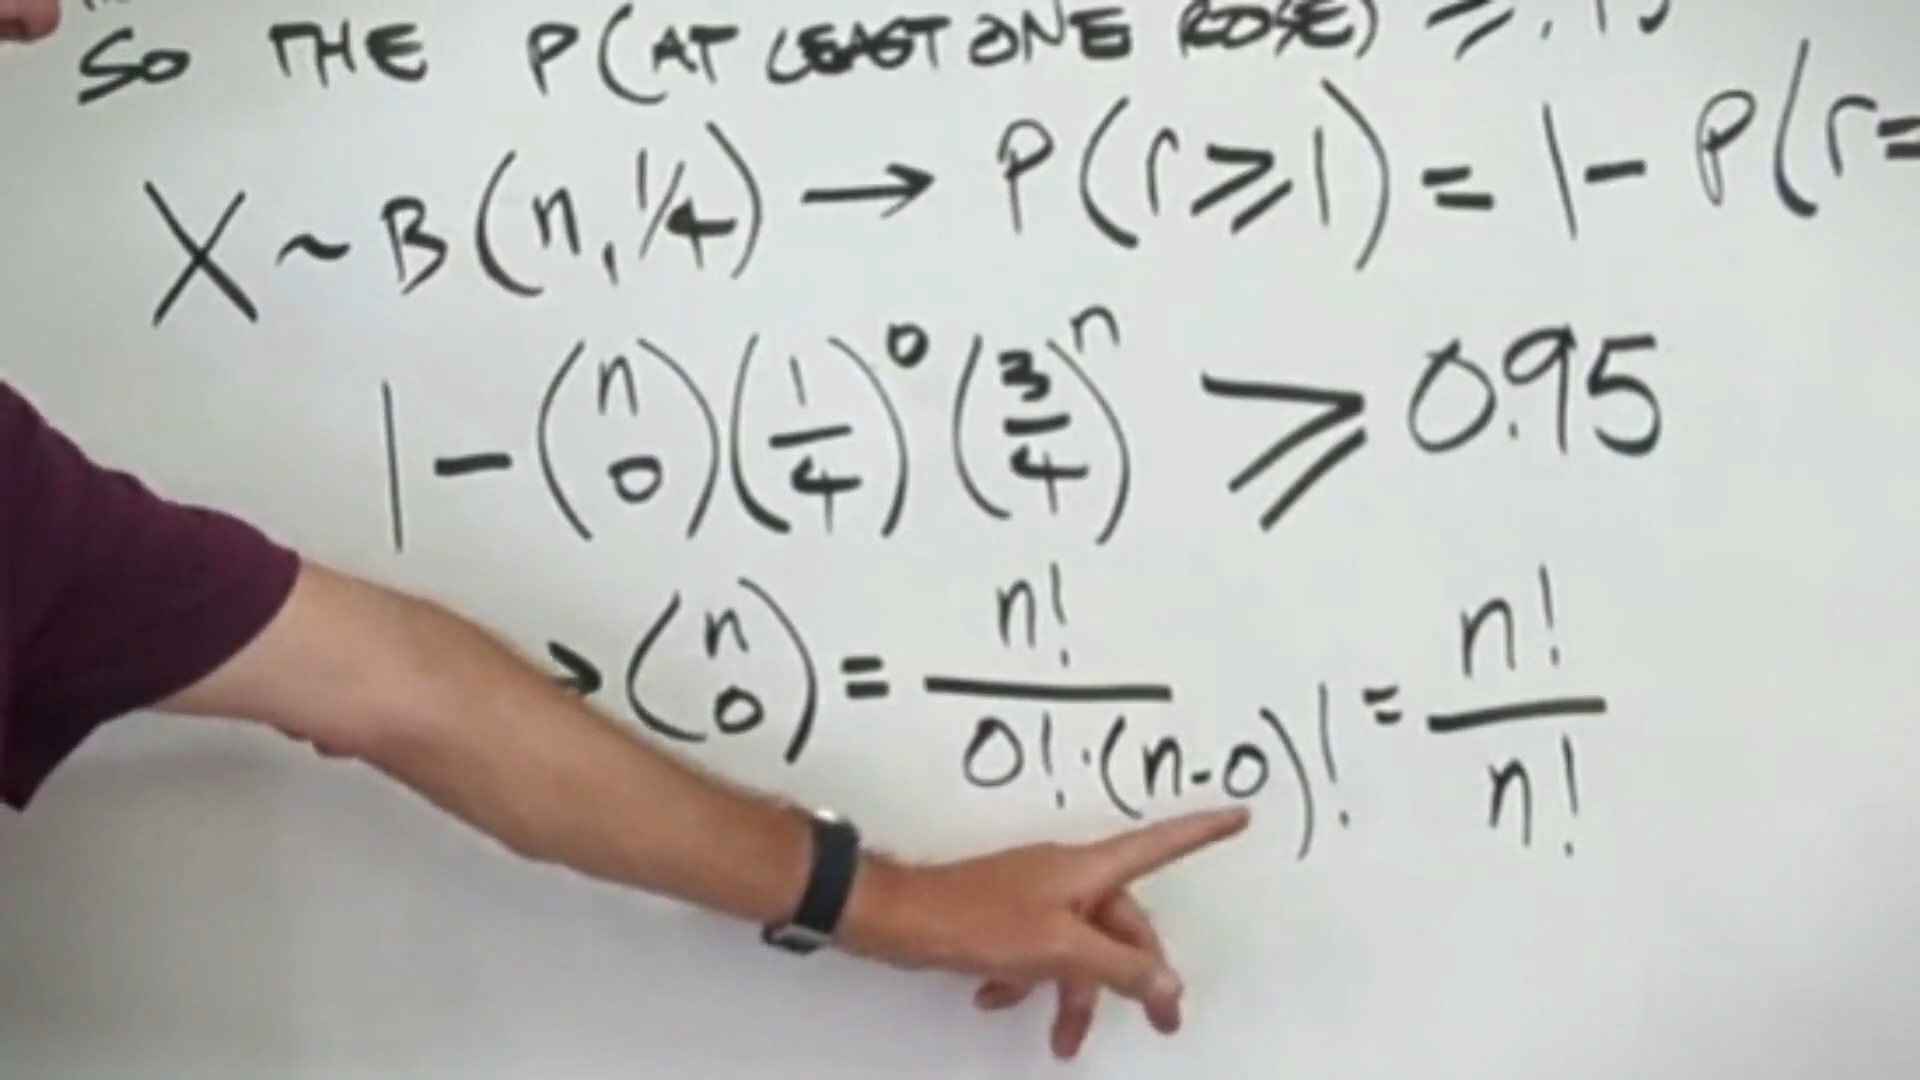 SO THE P(AT LEAST ONE ROSE) ≥ .95
X ~ B(n, 1/4) → P(r ≥ 1) = 1 - P(r =
1 - (n 0)(1/4)^0 (3/4)^n ≥ 0.95
→ (n 0) = n!/(0!·(n-0)!) = n!/n!